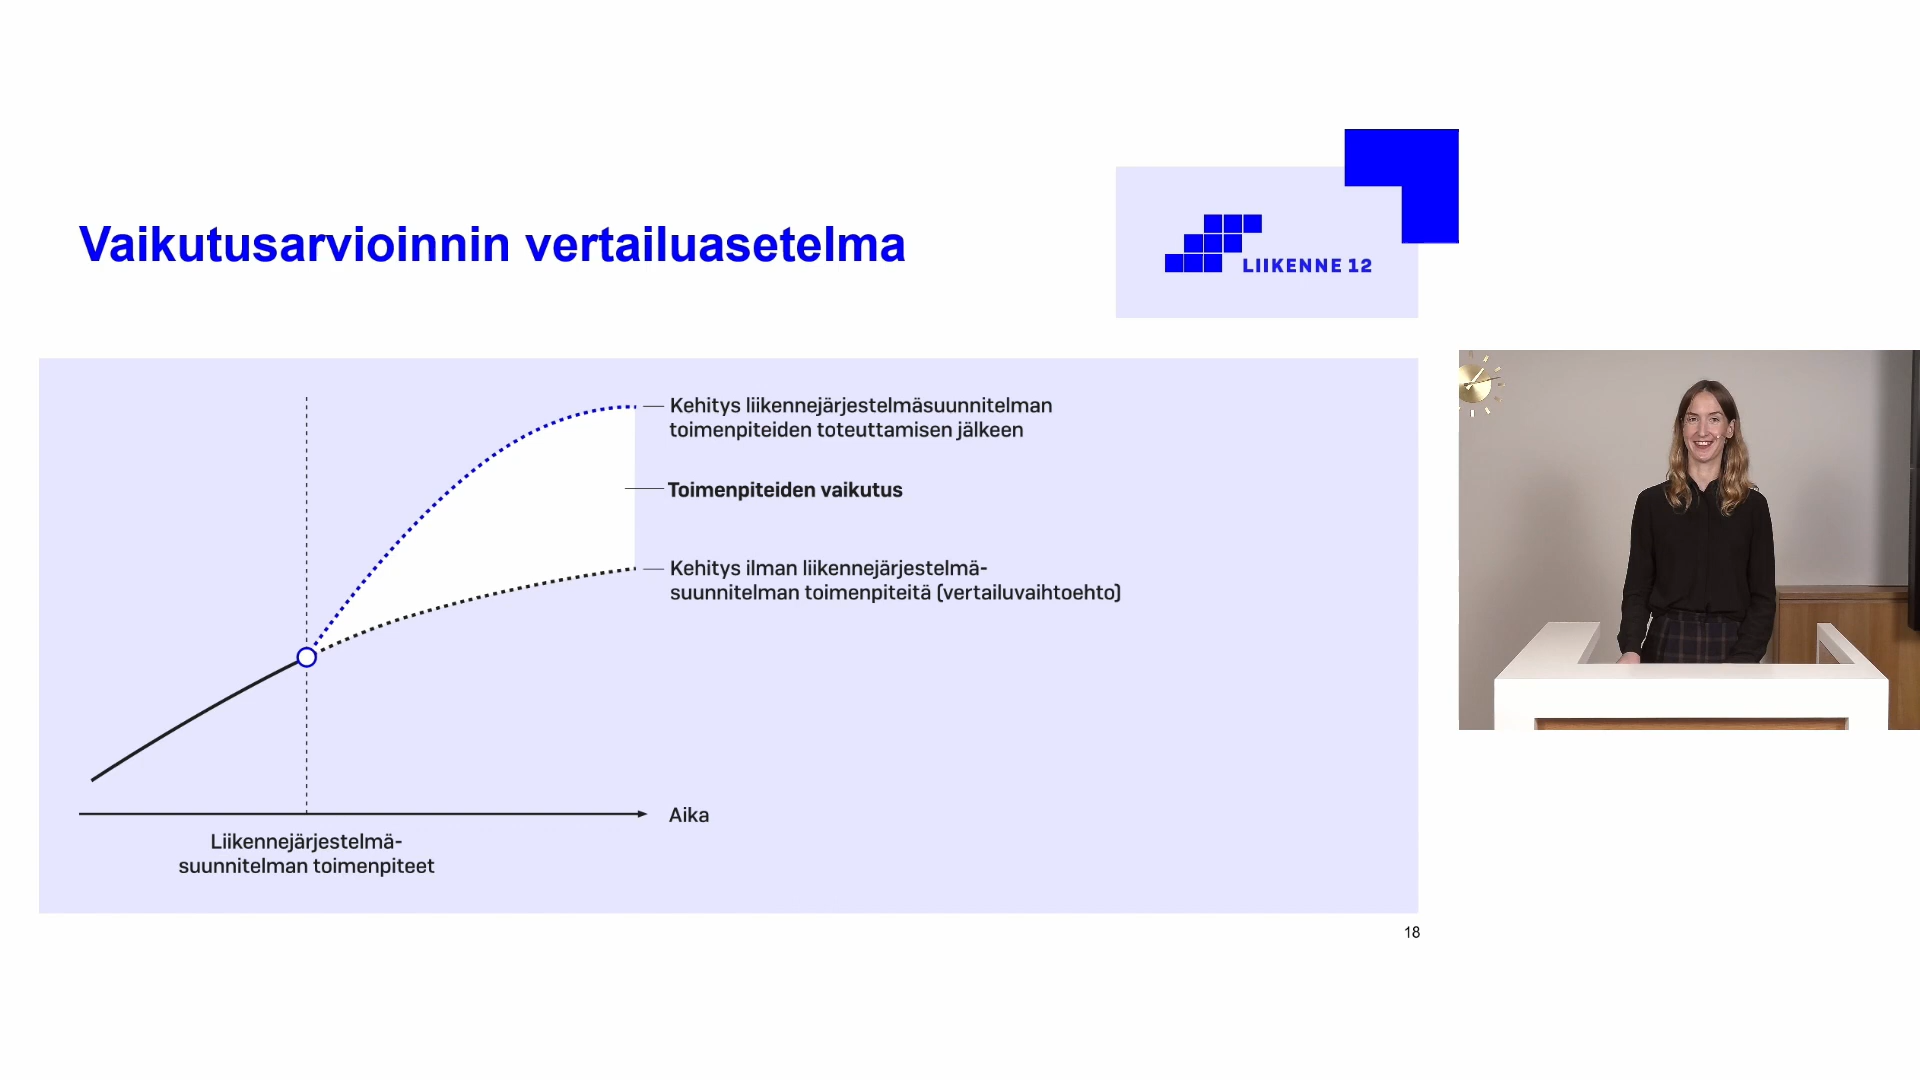 Vaikutusarvioinnin vertailuasetelma
LIIKENNE 12
Kehitys liikennejärjestelmäsuunnitelman
toimenpiteiden toteuttamisen jälkeen
Toimenpiteiden vaikutus
Kehitys ilman liikennejärjestelmä-
suunnitelman toimenpiteitä (vertailuvaihtoehto)
Aika
Liikennejärjestelmä-
suunnitelman toimenpiteet
18